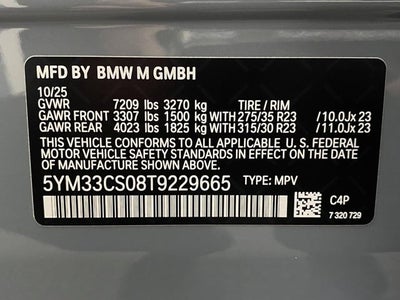 MFD BY BMW M GMBH
10/25
GVWR 7209 lbs 3270 kg TIRE / RIM
GAWR FRONT 3307 lbs 1500 kg WITH 275/35 R23 / 10.0Jx 23
GAWR REAR 4023 lbs 1825 kg WITH 315/30 R23 / 11.0Jx 23
THIS VEHICLE CONFORMS TO ALL APPLICABLE U. S. FEDERAL
MOTOR VEHICLE SAFETY STANDARDS IN EFFECT ON THE DATE
OF MANUFACTURE SHOWN ABOVE.
5YM33CS08T9229665 TYPE: MPV
C4P
7 320 729